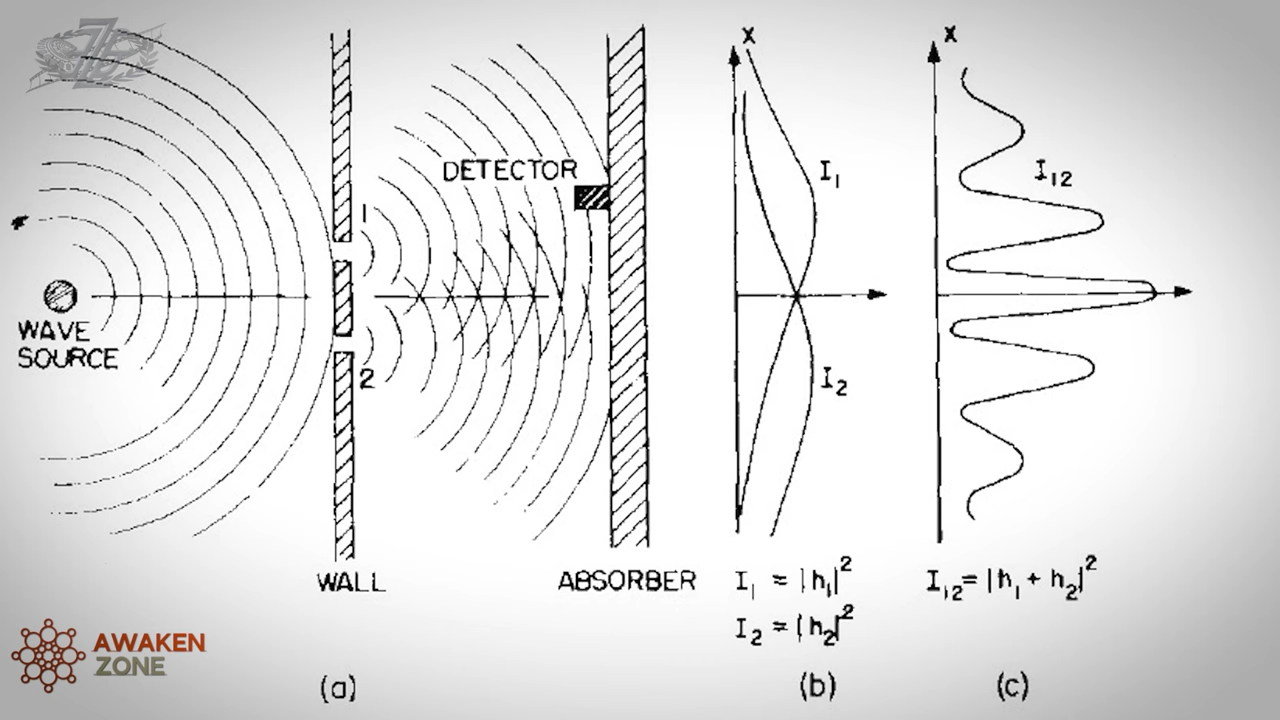 DETECTOR
1
2
WAVE
SOURCE
WALL
ABSORBER
X
I₁
I₂
I₁ = |h₁|²
I₂ = |h₂|²
X
I₁₂
I₁₂ = |h₁ + h₂|²
(a)
(b)
(c)
AWAKEN
ZONE